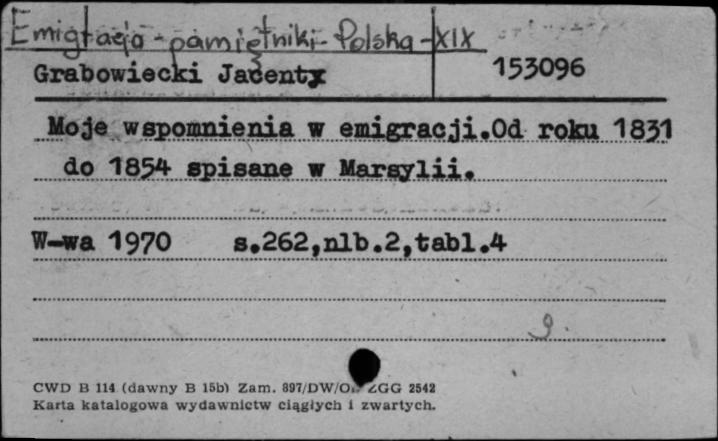 Emigracja - pamiętniki - Polska - XIX
Grabowiecki Jacenty 153096
Moje wspomnienia w emigracji.Od roku 1831
do 1854 spisane w Marsylii.
W-wa 1970 s.262,nlb.2,tabl.4
9.
CWD B 114 (dawny B 15b) Zam. 897/DW/O ZGG 2542
Karta katalogowa wydawnictw ciągłych i zwartych.